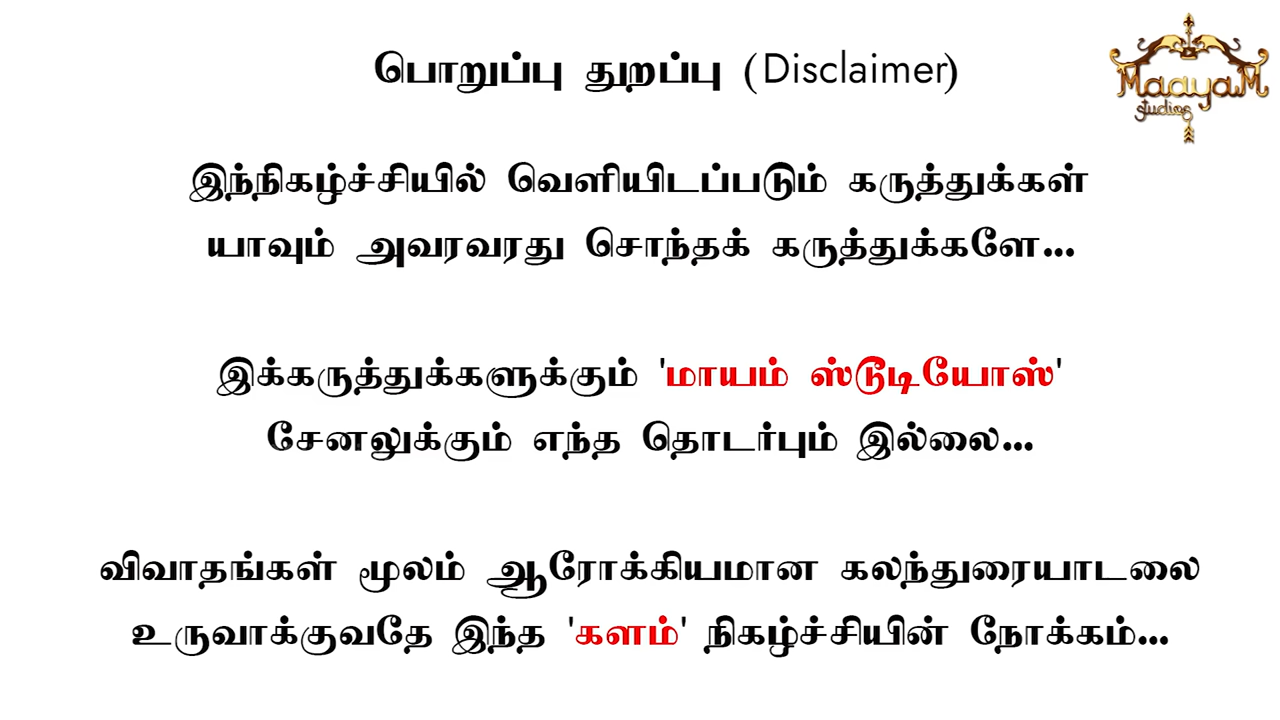 பொறுப்பு துறப்பு (Disclaimer)
MaayaM
studios
இந்நிகழ்ச்சியில் வெளியிடப்படும் கருத்துக்கள்
யாவும் அவரவரது சொந்தக் கருத்துக்களே...
இக்கருத்துக்களுக்கும் 'மாயம் ஸ்டூடியோஸ்'
சேனலுக்கும் எந்த தொடர்பும் இல்லை...
விவாதங்கள் மூலம் ஆரோக்கியமான கலந்துரையாடலை
உருவாக்குவதே இந்த 'களம்' நிகழ்ச்சியின் நோக்கம்...